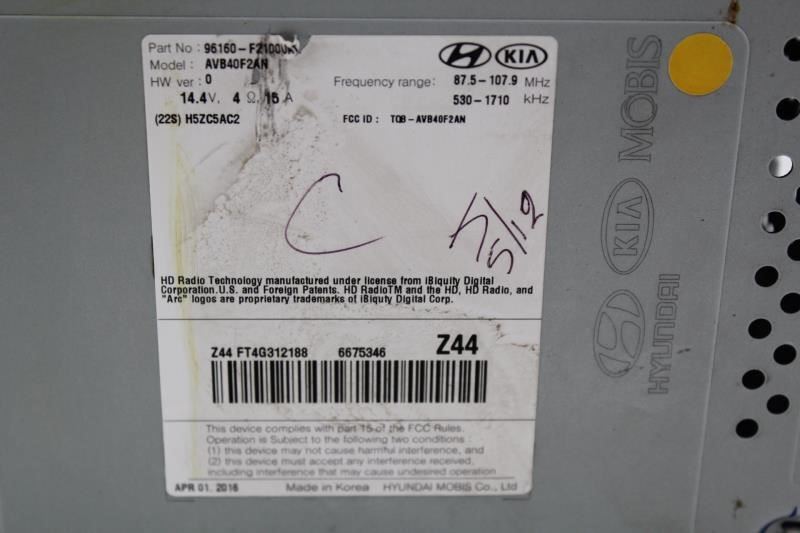 Part No : 96160-F2100
HYUNDAI KIA
Model : AVB40F2AN
HW ver : 0
Frequency range: 87.5-107.9 MHz
14.4V, 4 Ω, 15 A
530-1710 kHz
(22S) H5ZC5AC2
FCC ID : TQ8-AVB40F2AN
C
5/12
HD Radio Technology manufactured under license from iBiquity Digital
Corporation.U.S. and Foreign Patents. HD RadioTM and the HD, HD Radio, and
"Arc" logos are proprietary trademarks of iBiquty Digital Corp.
Z44 FT4G312188 6675346 Z44
This device complies with part 15 of the FCC Rules.
Operation is Subject to the following two conditions :
(1) this device may not cause harmful interference, and
(2) this device must accept any interference received,
including interference that may cause undesired operation
APR 01, 2016 Made in Korea HYUNDAI MOBIS Co., Ltd
HYUNDAI KIA MOBIS